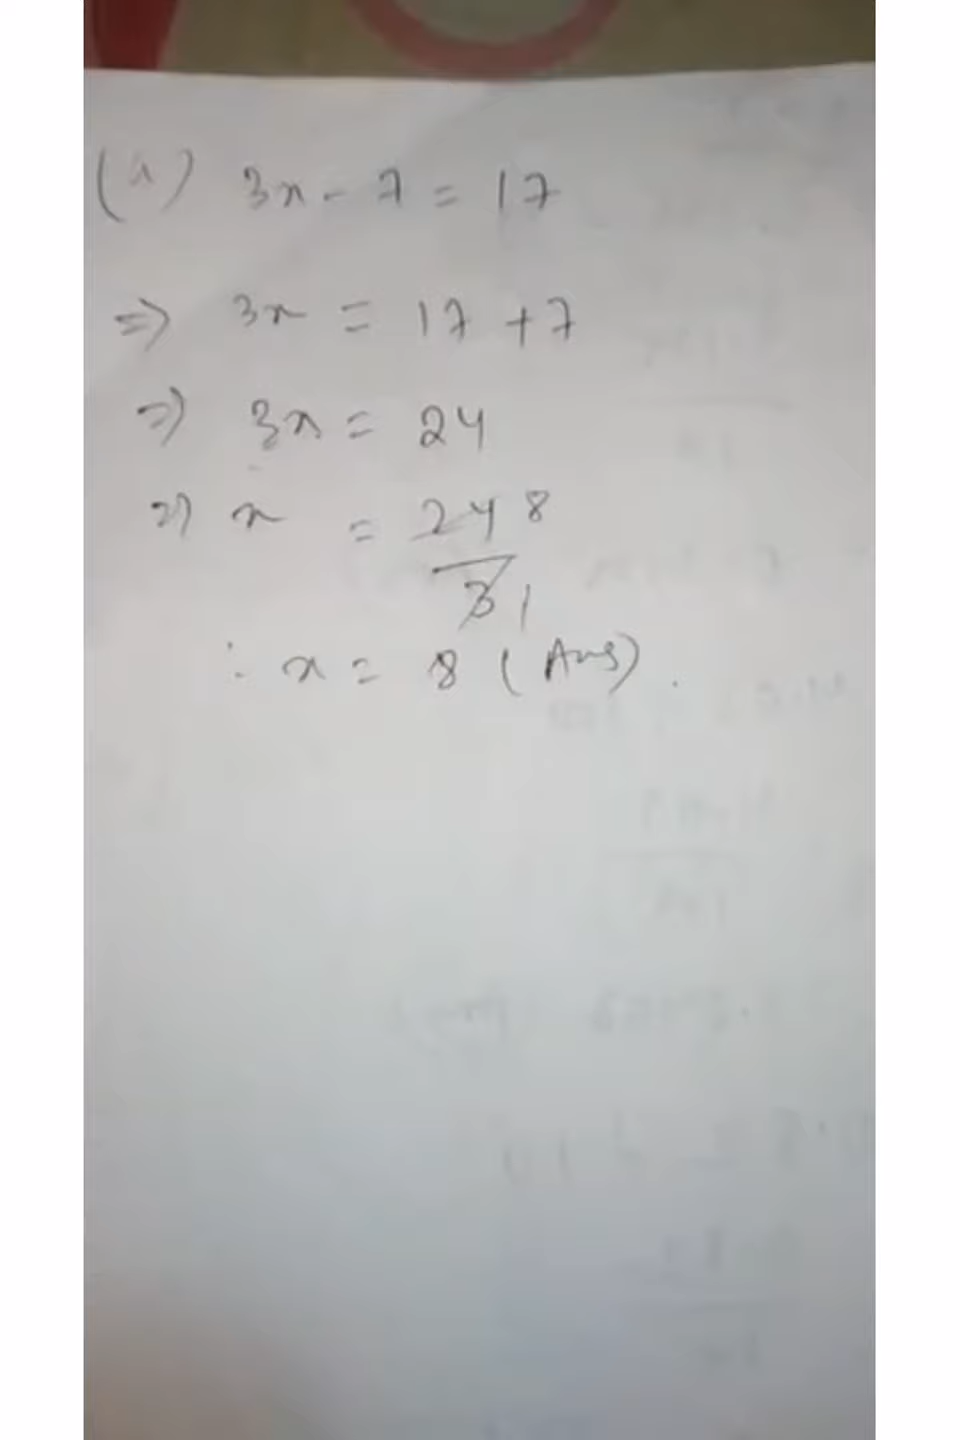 (a) 3x - 7 = 17
⇒ 3x = 17 + 7
⇒ 3x = 24
⇒ x = 24 8
3 1
∴ x = 8 (Ans).